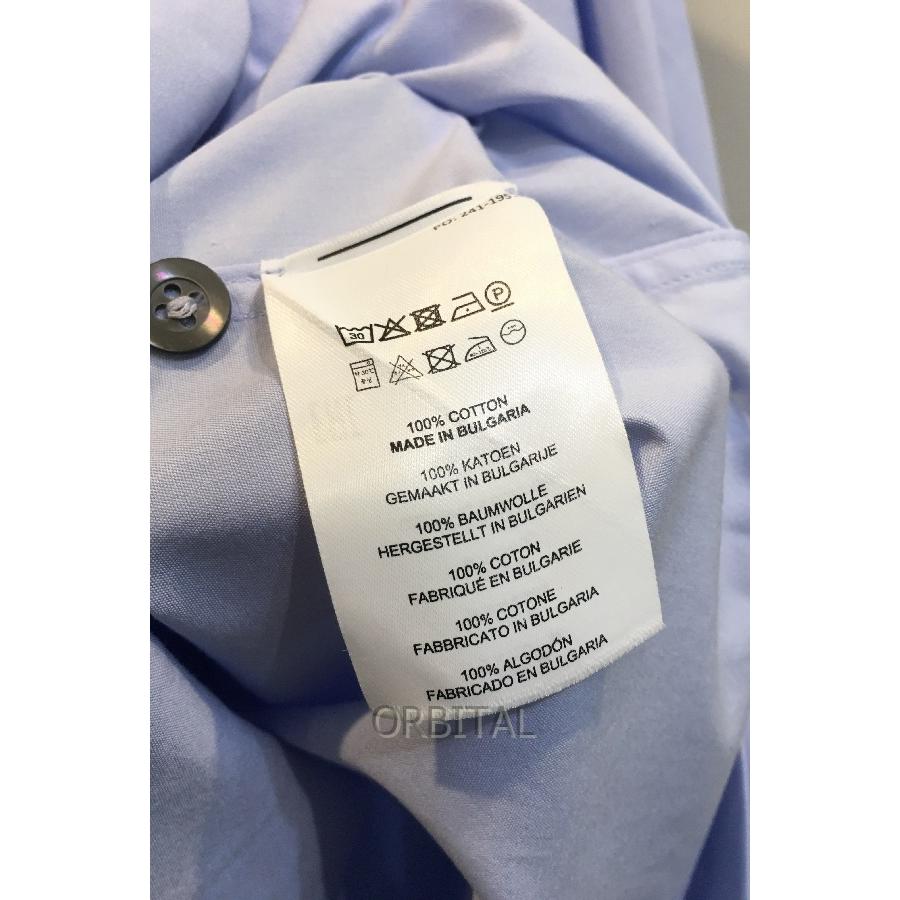 PO: 241-195
30
P
100% COTTON
MADE IN BULGARIA
100% KATOEN
GEMAAKT IN BULGARIJE
100% BAUMWOLLE
HERGESTELLT IN BULGARIEN
100% COTON
FABRIQUÉ EN BULGARIE
100% COTONE
FABBRICATO IN BULGARIA
100% ALGODÓN
FABRICADO EN BULGARIA
ORBITAL